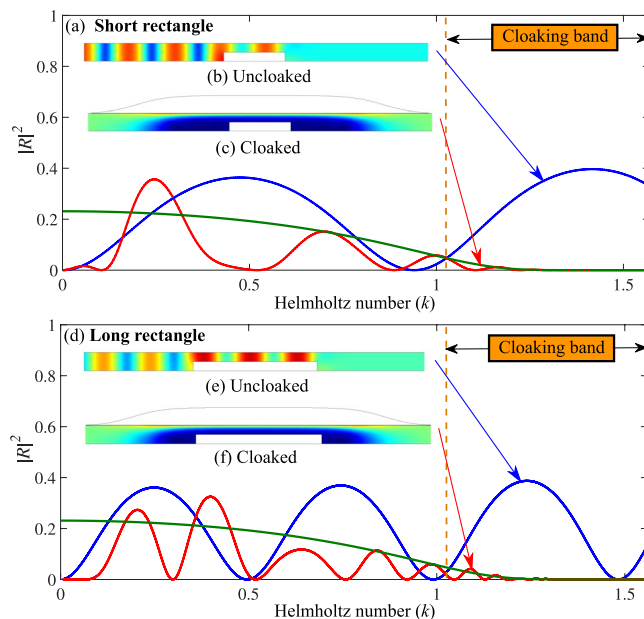 (a) Short rectangle
Cloaking band
(b) Uncloaked
(c) Cloaked
|R|²
1
0.8
0.6
0.4
0.2
0
0
0.5
1
1.5
Helmholtz number (k)
(d) Long rectangle
Cloaking band
(e) Uncloaked
(f) Cloaked
|R|²
1
0.8
0.6
0.4
0.2
0
0
0.5
1
1.5
Helmholtz number (k)